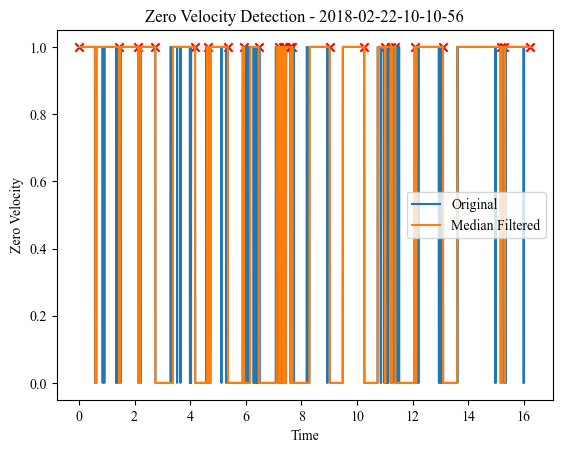 Zero Velocity Detection - 2018-02-22-10-10-56
1.0
0.8
0.6
0.4
0.2
0.0
Zero Velocity
Original
Median Filtered
0 2 4 6 8 10 12 14 16
Time